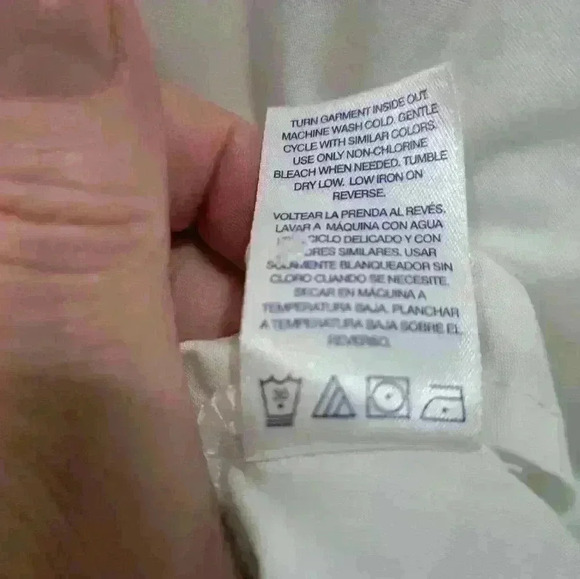 TURN GARMENT INSIDE OUT.
MACHINE WASH COLD. GENTLE
CYCLE WITH SIMILAR COLORS.
USE ONLY NON-CHLORINE
BLEACH WHEN NEEDED. TUMBLE
DRY LOW. LOW IRON ON
REVERSE.
VOLTEAR LA PRENDA AL REVÉS.
LAVAR A MÁQUINA CON AGUA
CICLO DELICADO Y CON
SIMILARES. USAR
SOLAMENTE BLANQUEADOR SIN
CLORO CUANDO SE NECESITE.
SECAR EN MÁQUINA A
TEMPERATURA BAJA. PLANCHAR
A TEMPERATURA BAJA SOBRE EL
REVERSO.